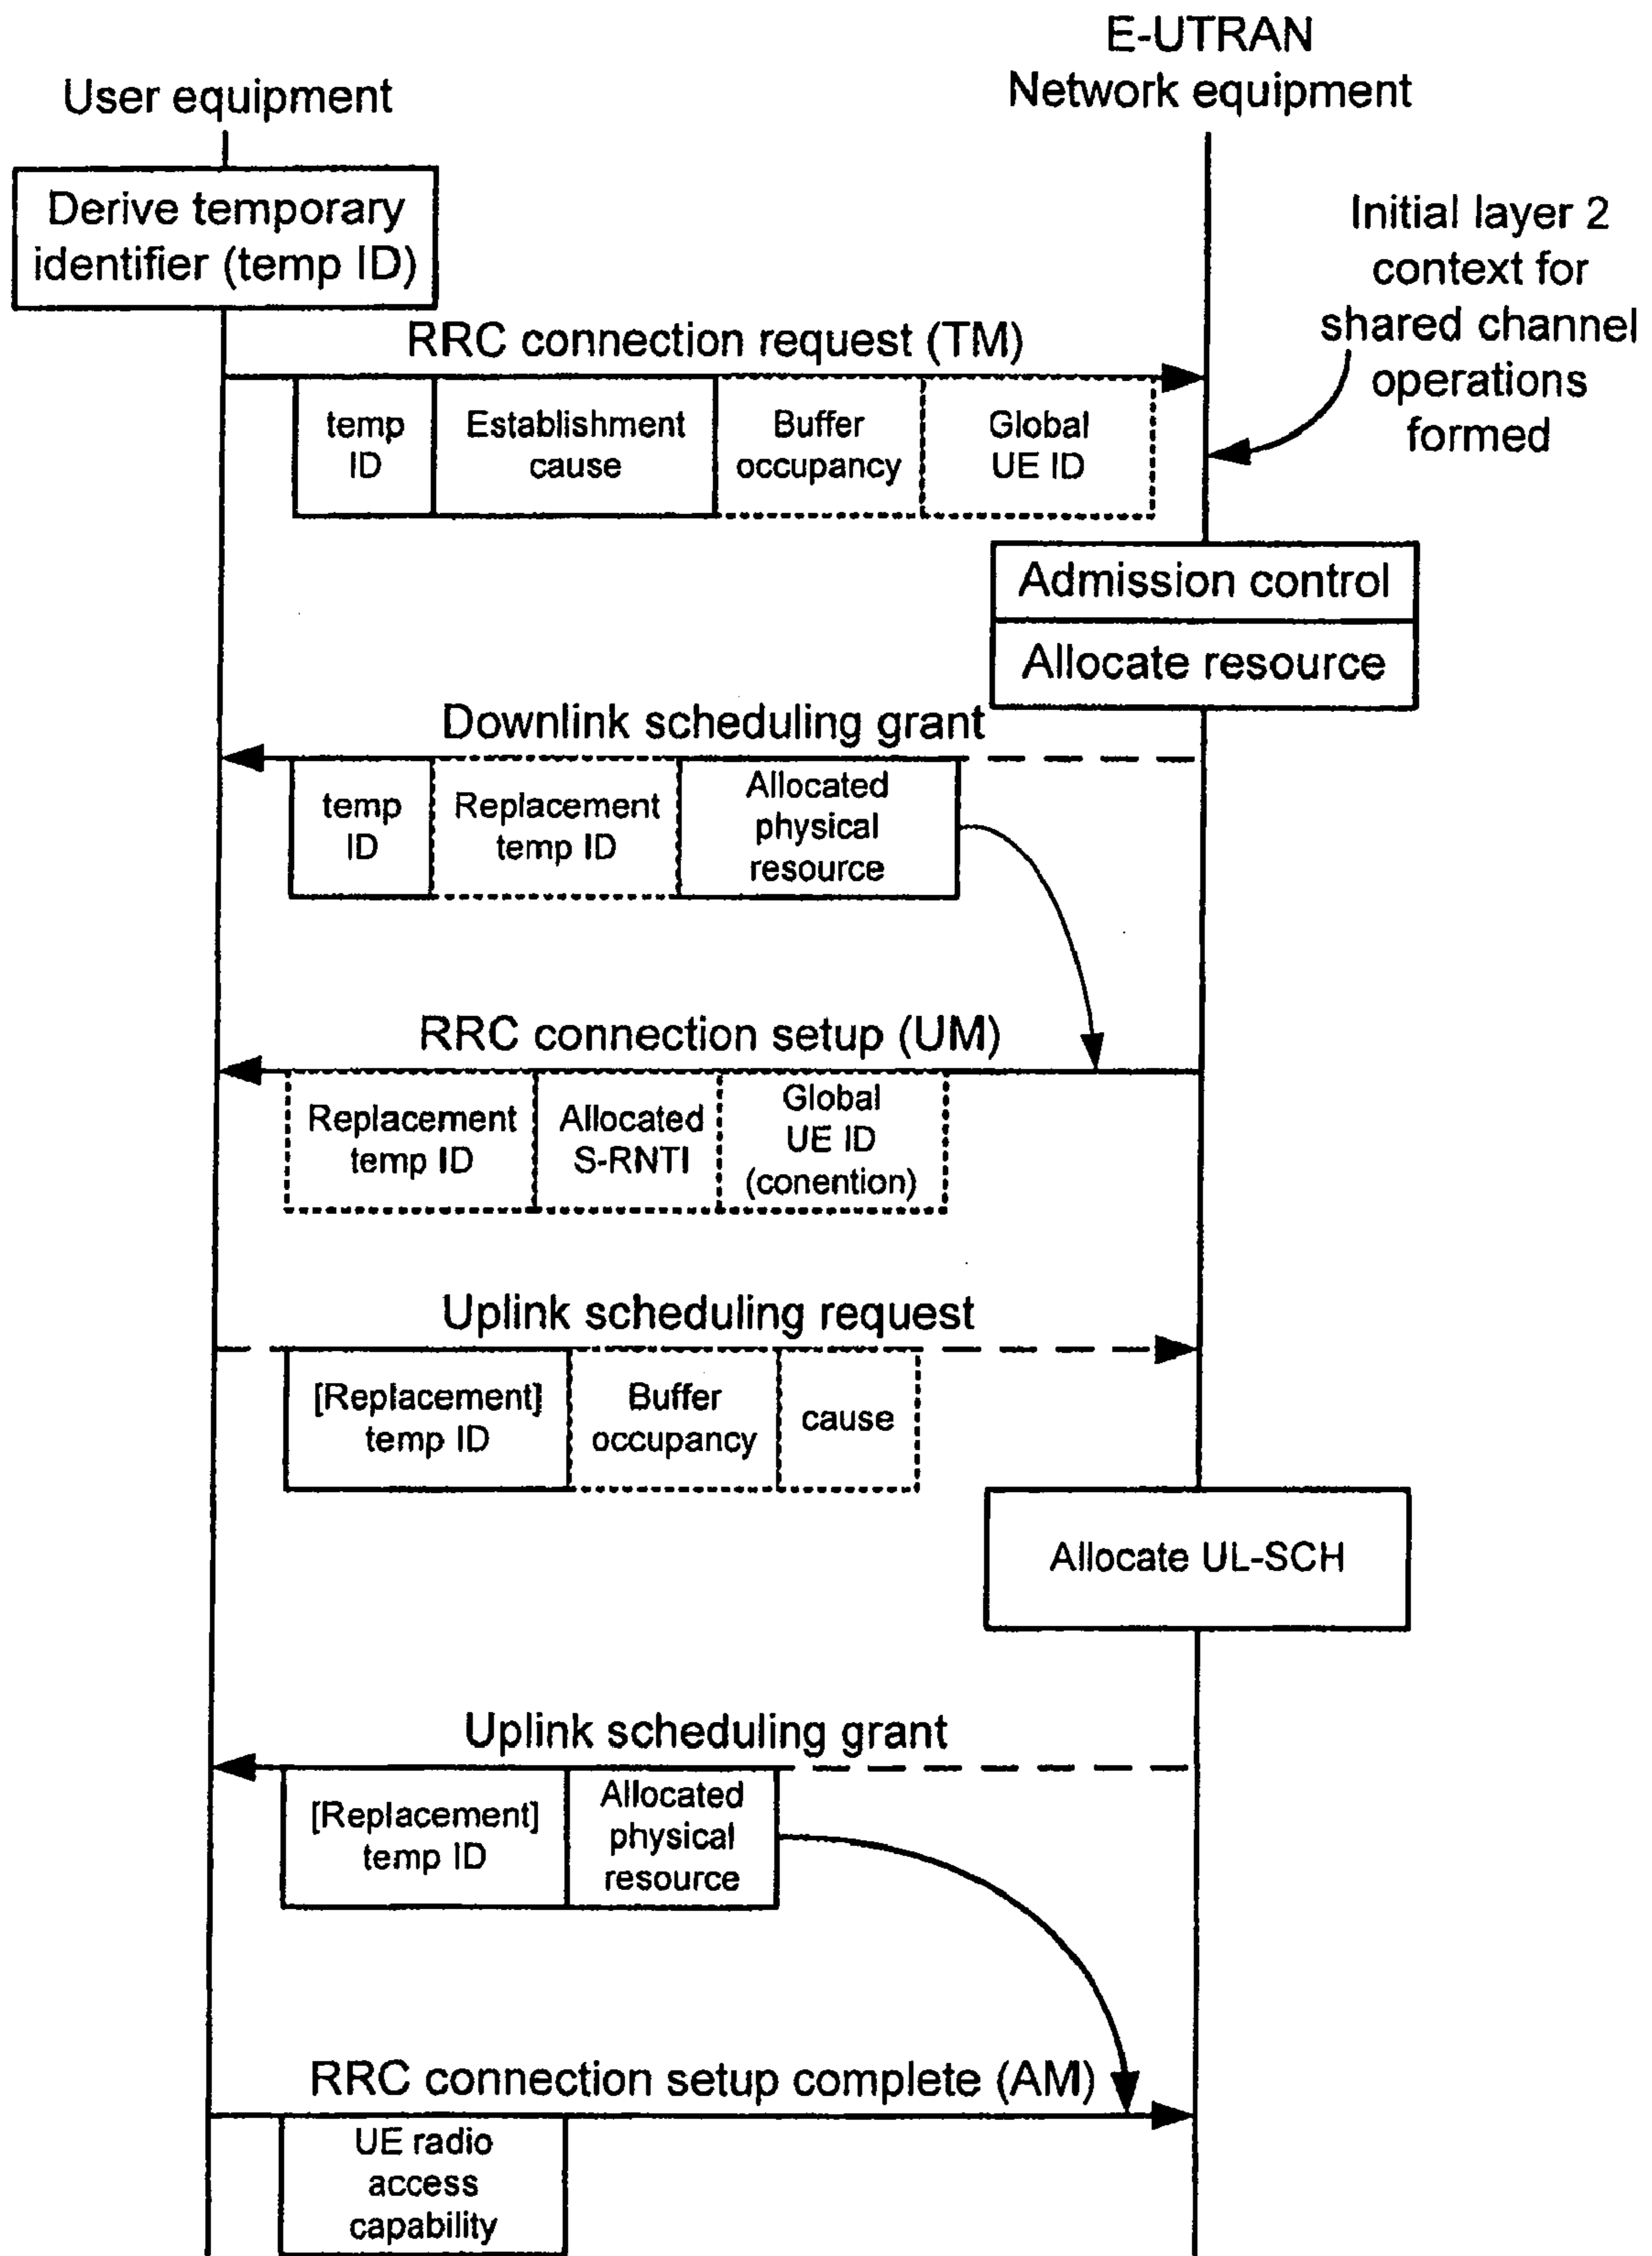 E-UTRAN
Network equipment
User equipment
Derive temporary
identifier (temp ID)
Initial layer 2
context for
shared channel
operations
formed
RRC connection request (TM)
temp
ID
Establishment
cause
Buffer
occupancy
Global
UE ID
Admission control
Allocate resource
Downlink scheduling grant
temp
ID
Replacement
temp ID
Allocated
physical
resource
RRC connection setup (UM)
Replacement
temp ID
Allocated
S-RNTI
Global
UE ID
(conention)
Uplink scheduling request
[Replacement]
temp ID
Buffer
occupancy
cause
Allocate UL-SCH
Uplink scheduling grant
[Replacement]
temp ID
Allocated
physical
resource
RRC connection setup complete (AM)
UE radio
access
capability